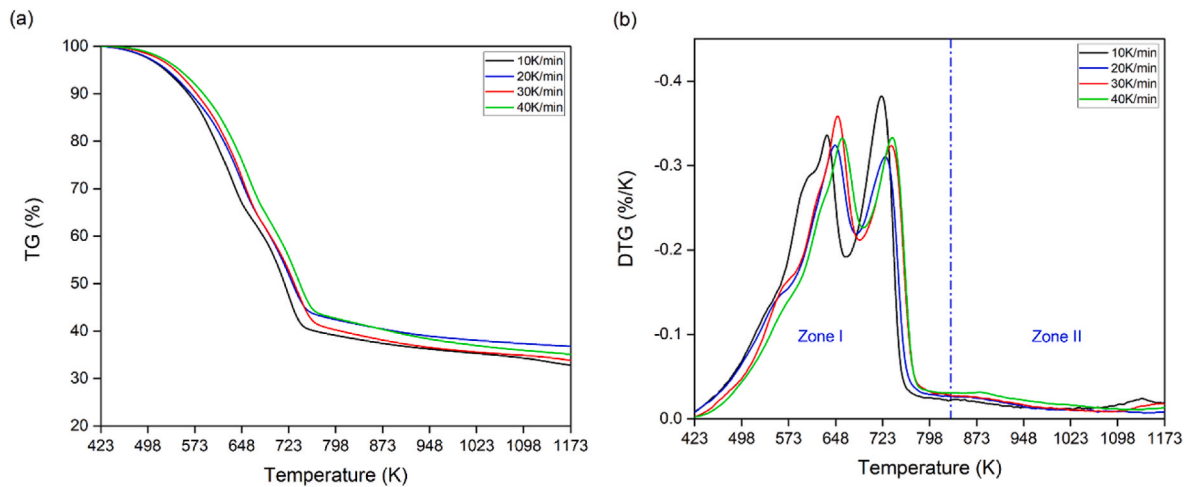 (a)
100
90
80
70
60
50
40
30
20
TG (%)
10K/min
20K/min
30K/min
40K/min
423 498 573 648 723 798 873 948 1023 1098 1173
Temperature (K)
(b)
-0.4
-0.3
-0.2
-0.1
0.0
DTG (%/K)
10K/min
20K/min
30K/min
40K/min
Zone I
Zone II
423 498 573 648 723 798 873 948 1023 1098 1173
Temperature (K)